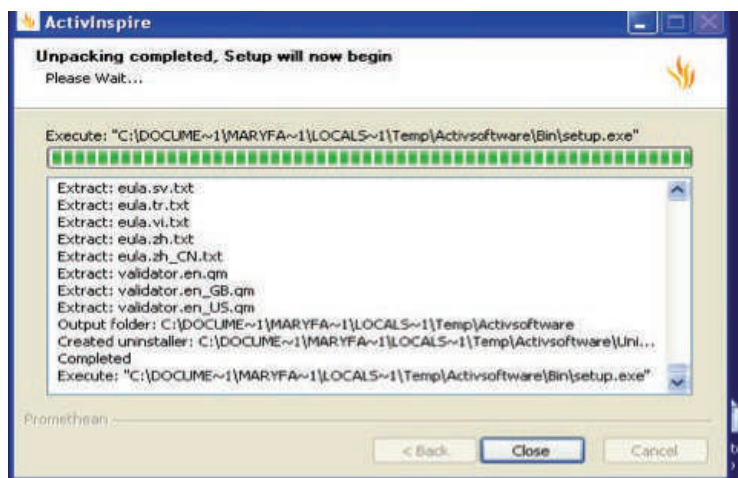 ActivInspire
Unpacking completed, Setup will now begin
Please Wait...
Execute: "C:\DOCUME~1\MARYFA~1\LOCALS~1\Temp\Activsoftware\Bin\setup.exe"
Extract: eula.sv.txt
Extract: eula.tr.txt
Extract: eula.vi.txt
Extract: eula.zh.txt
Extract: eula.zh_CN.txt
Extract: validator.en.qm
Extract: validator.en_GB.qm
Extract: validator.en_US.qm
Output folder: C:\DOCUME~1\MARYFA~1\LOCALS~1\Temp\Activsoftware
Created uninstaller: C:\DOCUME~1\MARYFA~1\LOCALS~1\Temp\Activsoftware\Uni...
Completed
Execute: "C:\DOCUME~1\MARYFA~1\LOCALS~1\Temp\Activsoftware\Bin\setup.exe"
Promethean
< Back Close Cancel